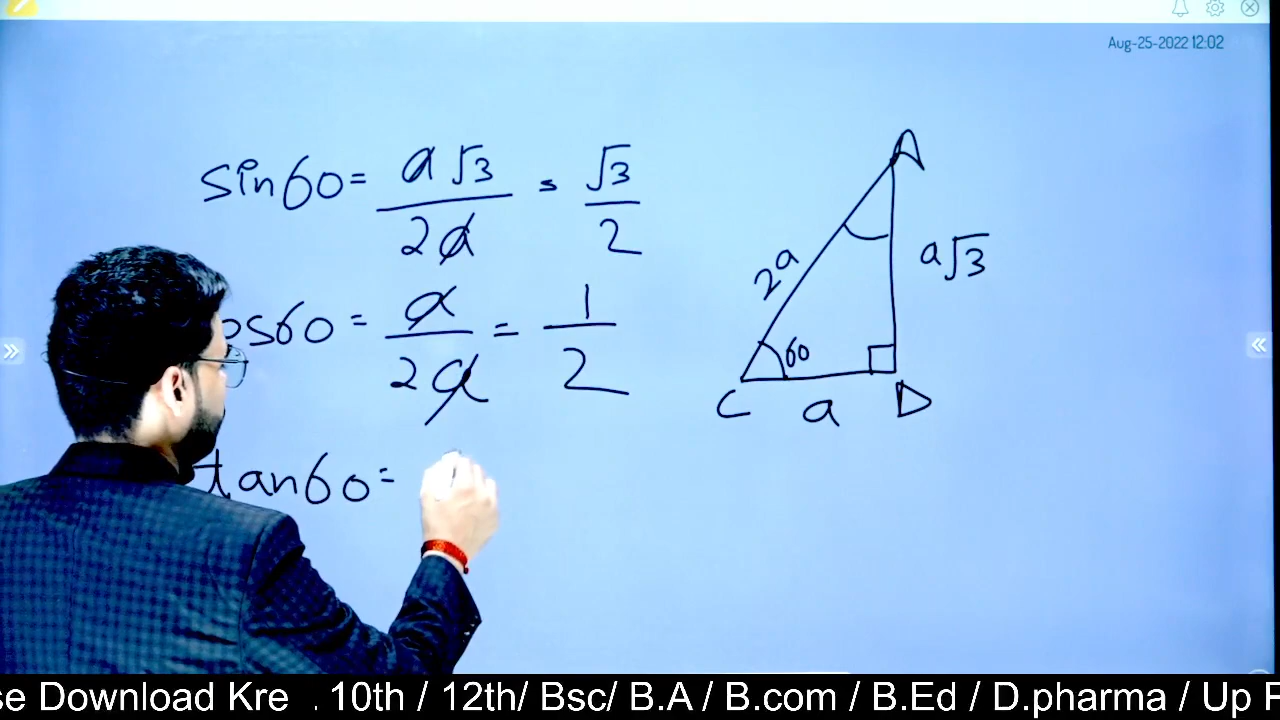 Aug-25-2022 12:02
sin60 = a√3/2a = √3/2
os60 = a/2a = 1/2
tan60 =
A
2a
a√3
60
C a D
se Download Kre . 10th / 12th/ Bsc/ B.A / B.com / B.Ed / D.pharma / Up F